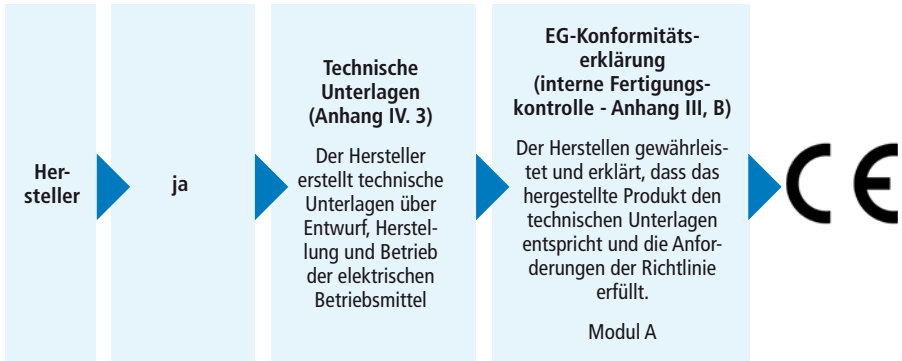 Her-
steller
ja
Technische
Unterlagen
(Anhang IV. 3)
Der Hersteller
erstellt technische
Unterlagen über
Entwurf, Herstel-
lung und Betrieb
der elektrischen
Betriebsmittel
EG-Konformitäts-
erklärung
(interne Fertigungs-
kontrolle - Anhang III, B)
Der Herstellen gewährleis-
tet und erklärt, dass das
hergestellte Produkt den
technischen Unterlagen
entspricht und die Anfor-
derungen der Richtlinie
erfüllt.
Modul A
CE